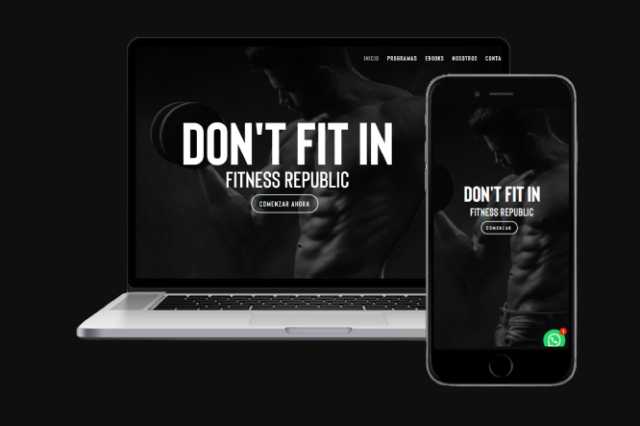 INICIO PROGRAMAS EBOOKS NOSOTROS CONTA
DON'T FIT IN
FITNESS REPUBLIC
COMENZAR AHORA
DON'T FIT IN
FITNESS REPUBLIC
COMENZAR
1